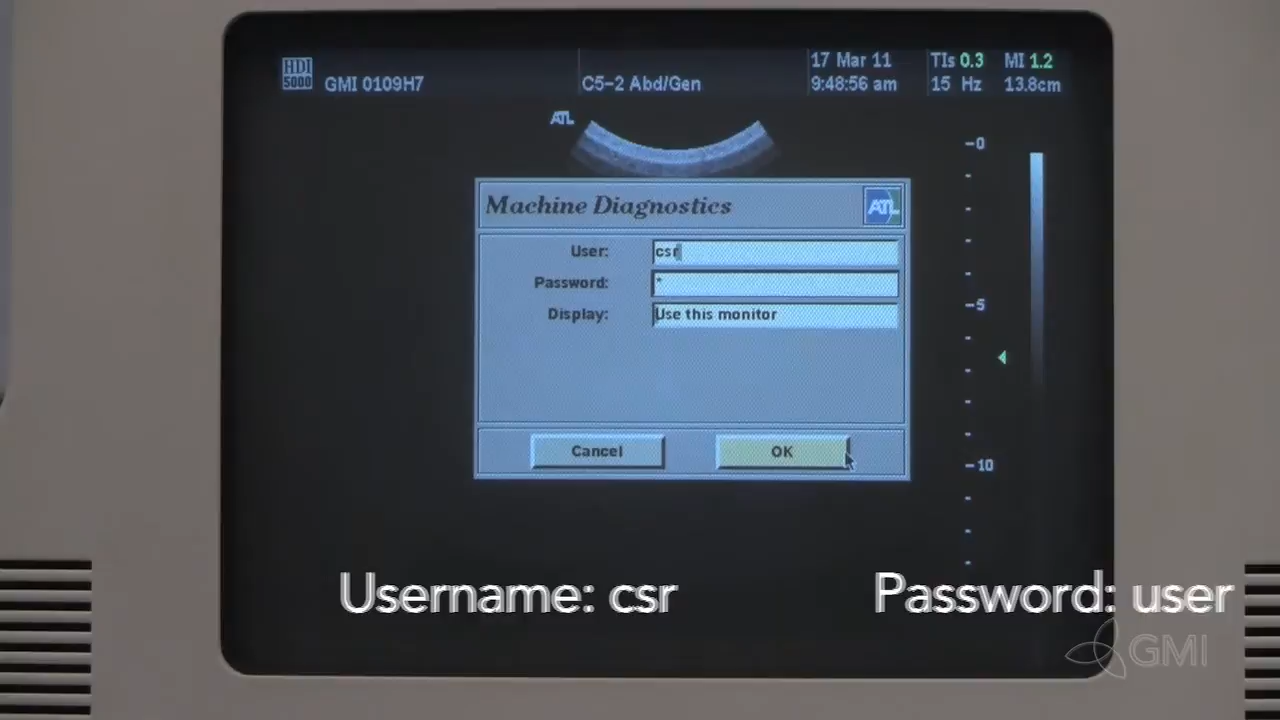 HDI 5000
GMI 0109H7
C5-2 Abd/Gen
17 Mar 11
9:48:56 am
TIs 0.3 MI 1.2
15 Hz 13.8cm
ATL
-0
Machine Diagnostics
ATL
User: csr
Password: *
Display: Use this monitor
-5
Cancel OK
-10
Username: csr Password: user
GMI